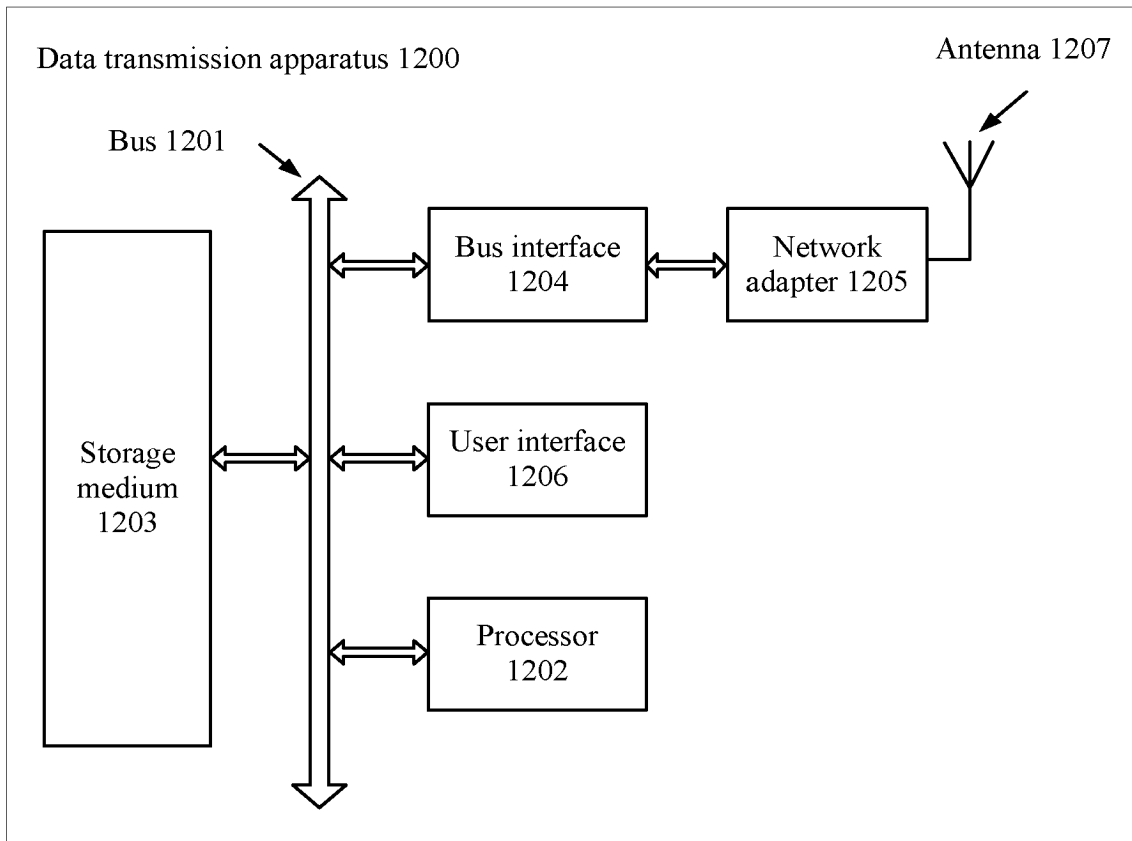 Data transmission apparatus 1200
Antenna 1207
Bus 1201
Bus interface
1204
Network
adapter 1205
Storage
medium
1203
User interface
1206
Processor
1202